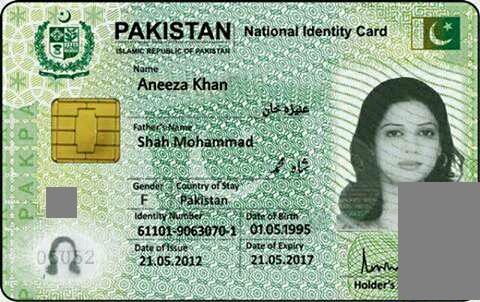 PAKISTAN National Identity Card
ISLAMIC REPUBLIC OF PAKISTAN
Name
Aneeza Khan
عنیزہ خان
Father's Name
Shah Mohammad
شاہ محمد
Gender Country of Stay
F Pakistan
Identity Number Date of Birth
61101-9063070-1 01.05.1995
Date of Issue Date of Expiry
21.05.2012 21.05.2017
Holder's